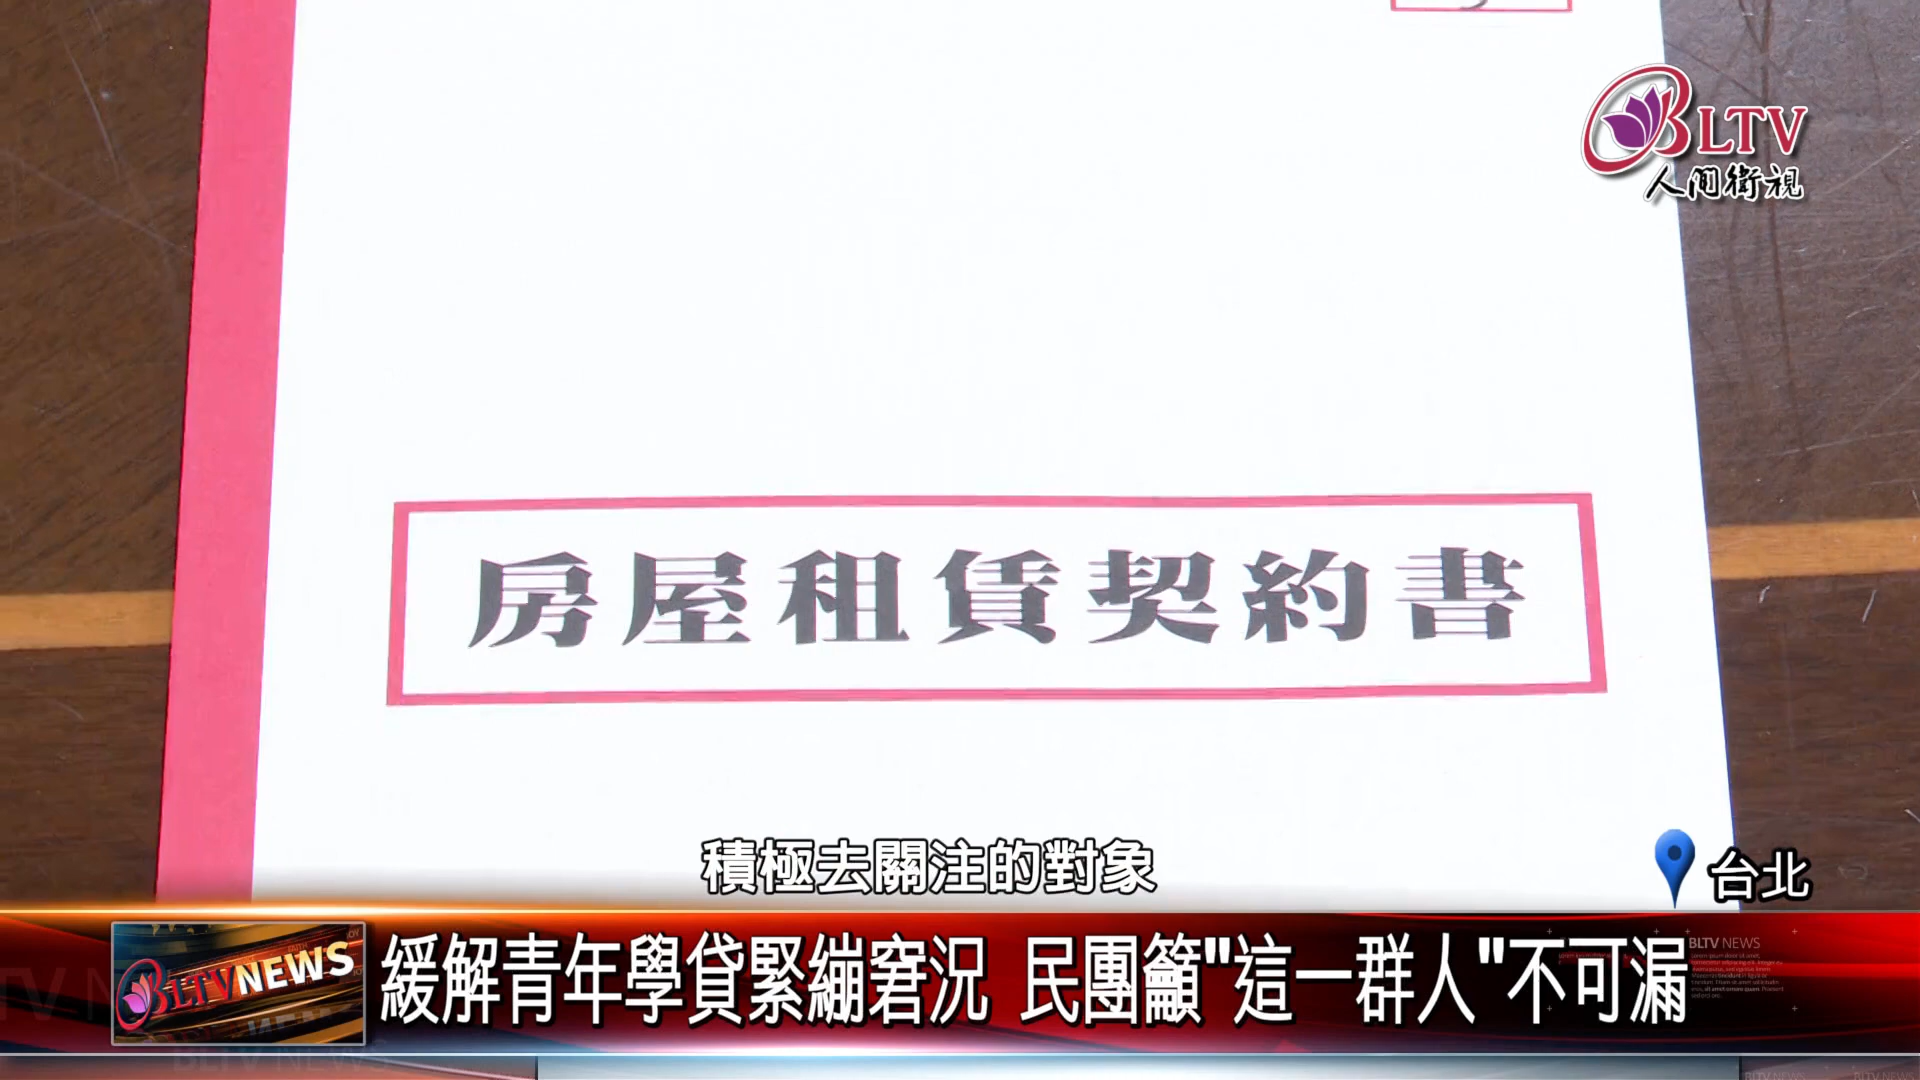 BLTV
人間衛視
房屋租賃契約書
積極去關注的對象
台北
BLTV NEWS
緩解青年學貸緊繃窘況 民團籲"這一群人"不可漏
BLTV NEWS